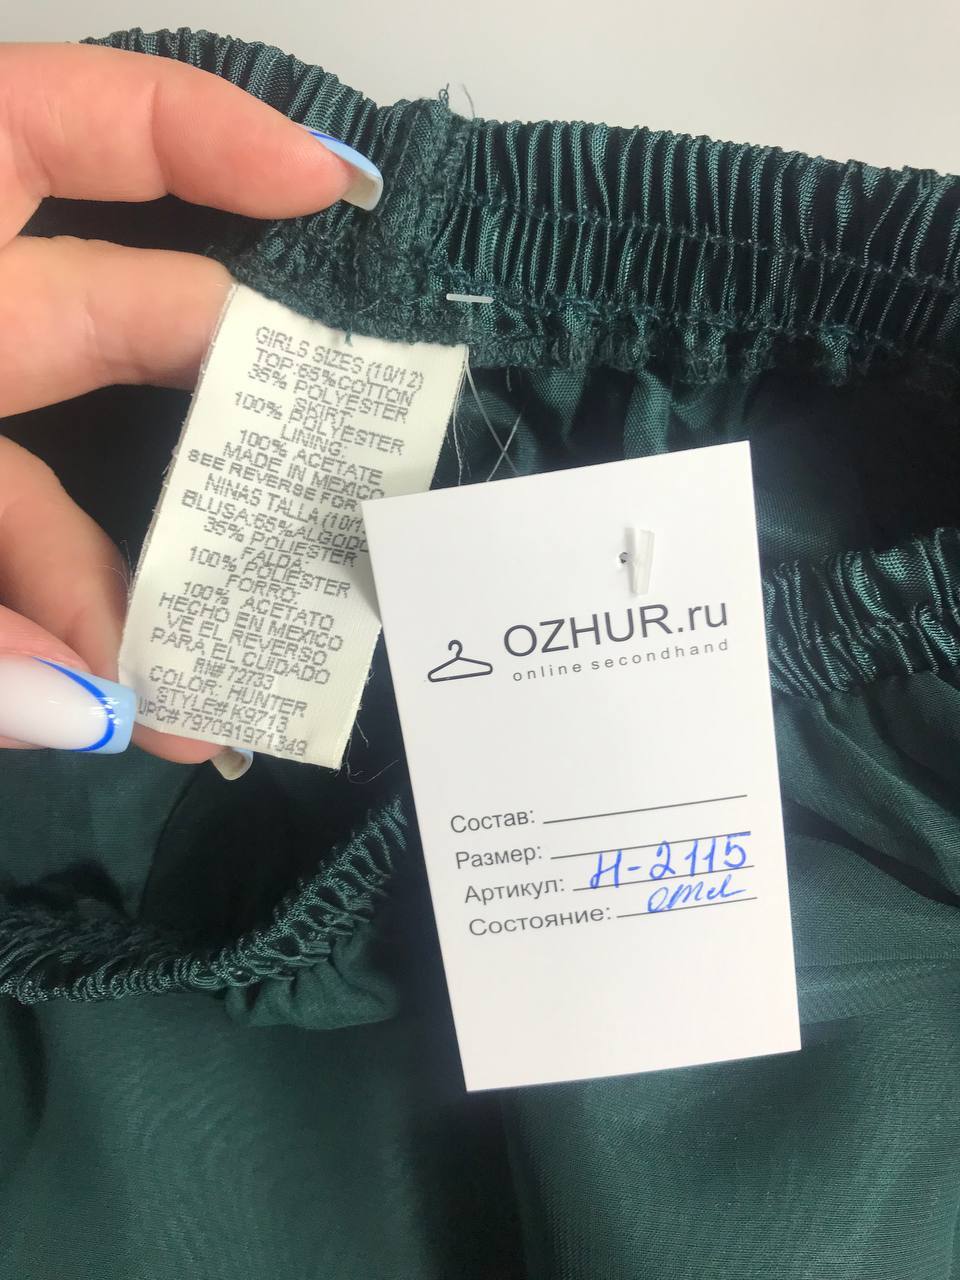 GIRLS SIZES (10/12)
TOP:65%COTTON
35% POLYESTER
SKIRT:
100% POLYESTER
LINING:
100% ACETATE
MADE IN MEXICO
SEE REVERSE FOR
NINAS TALLA (10/1
BLUSA:65%ALGOD
35% POLIESTER
FALDA:
100% POLIESTER
FORRO:
100% ACETATO
HECHO EN MEXICO
VE EL REVERSO
PARA EL CUIDADO
RN# 72733
COLOR: HUNTER
STYLE# K9713
UPC# 797091971349
OZHUR.ru
online secondhand
Состав:
Размер:
Артикул: Н-2115
Состояние: отл